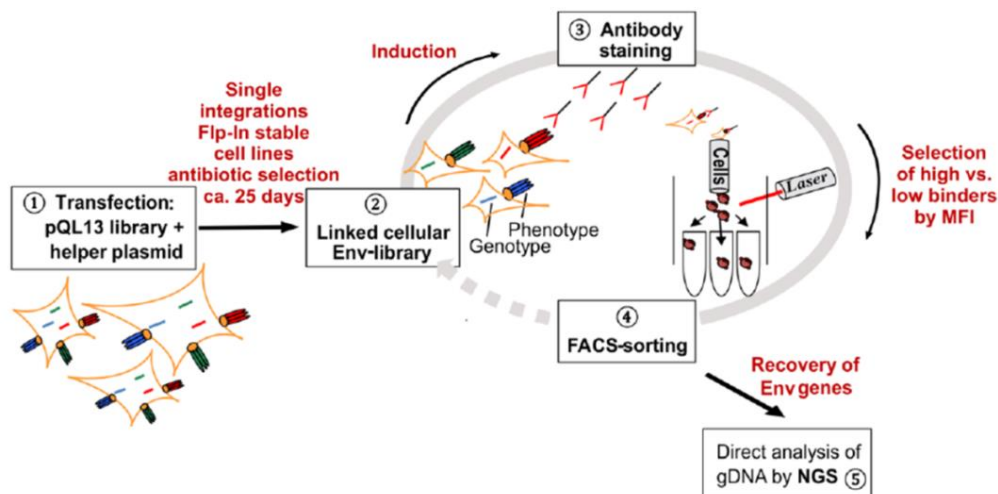 ① Transfection:
pQL13 library +
helper plasmid
Single
integrations
Flp-In stable
cell lines
antibiotic selection
ca. 25 days
②
Linked cellular
Env-library
Induction
Phenotype
Genotype
③ Antibody
staining
Cells
Laser
Selection
of high vs.
low binders
by MFI
④
FACS-sorting
Recovery of
Env genes
Direct analysis of
gDNA by NGS ⑤